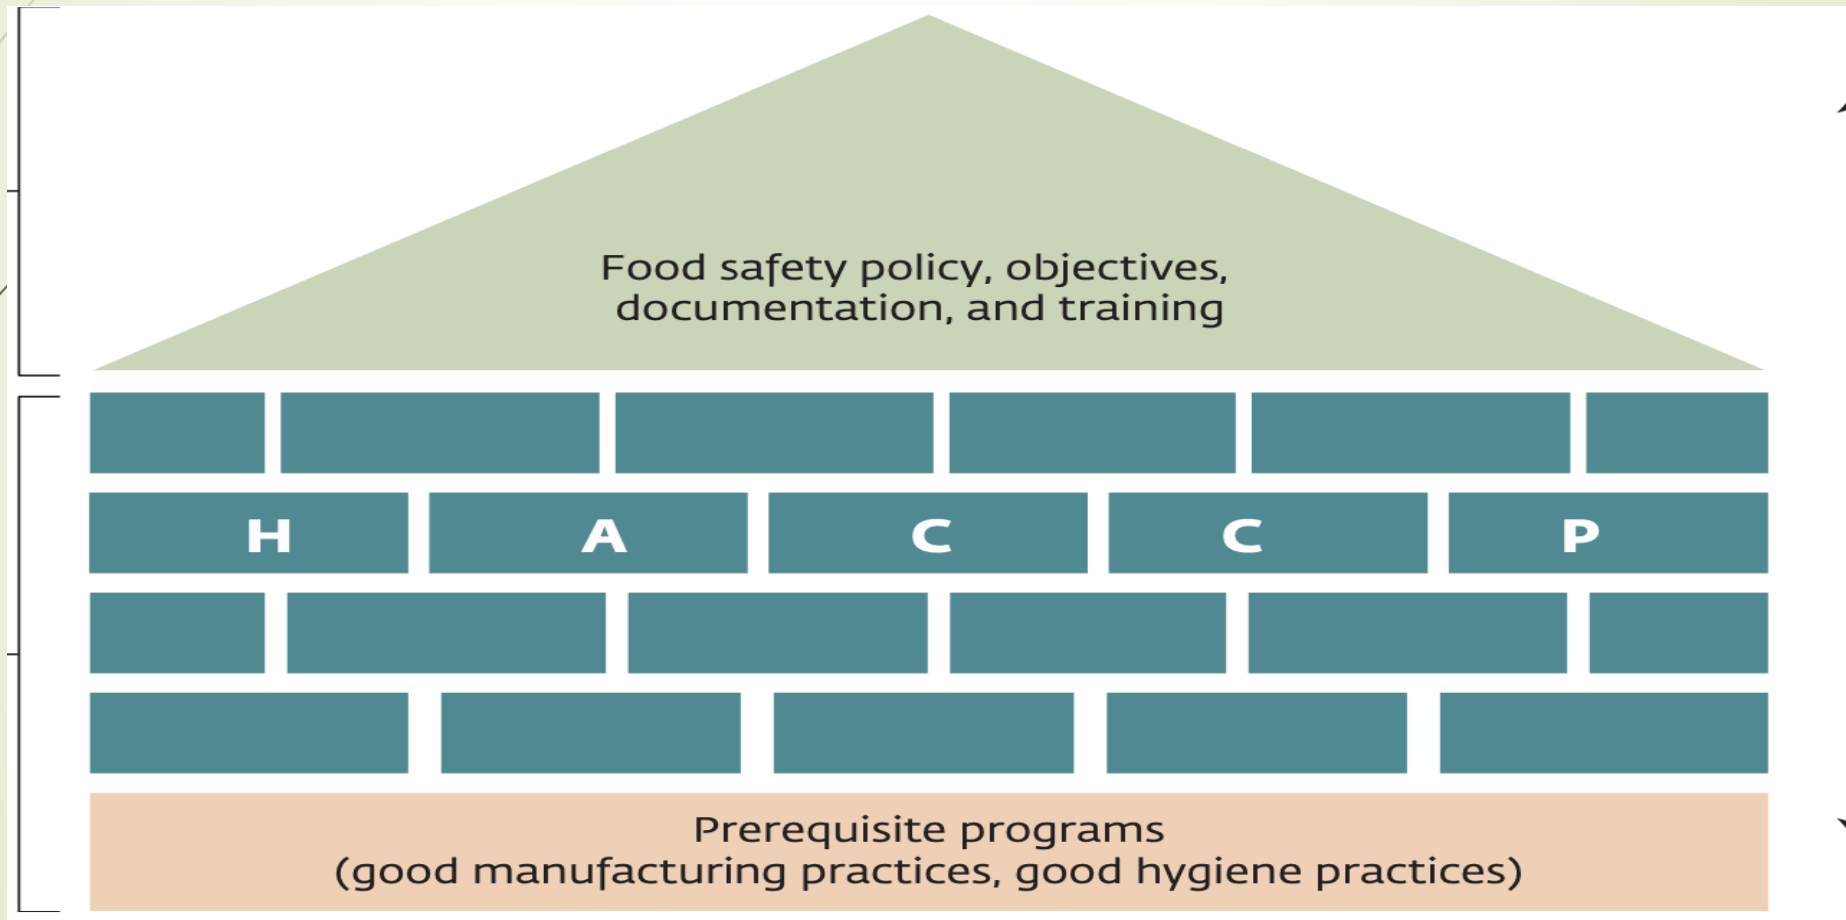 Food safety policy, objectives,
documentation, and training
H A C C P
Prerequisite programs
(good manufacturing practices, good hygiene practices)